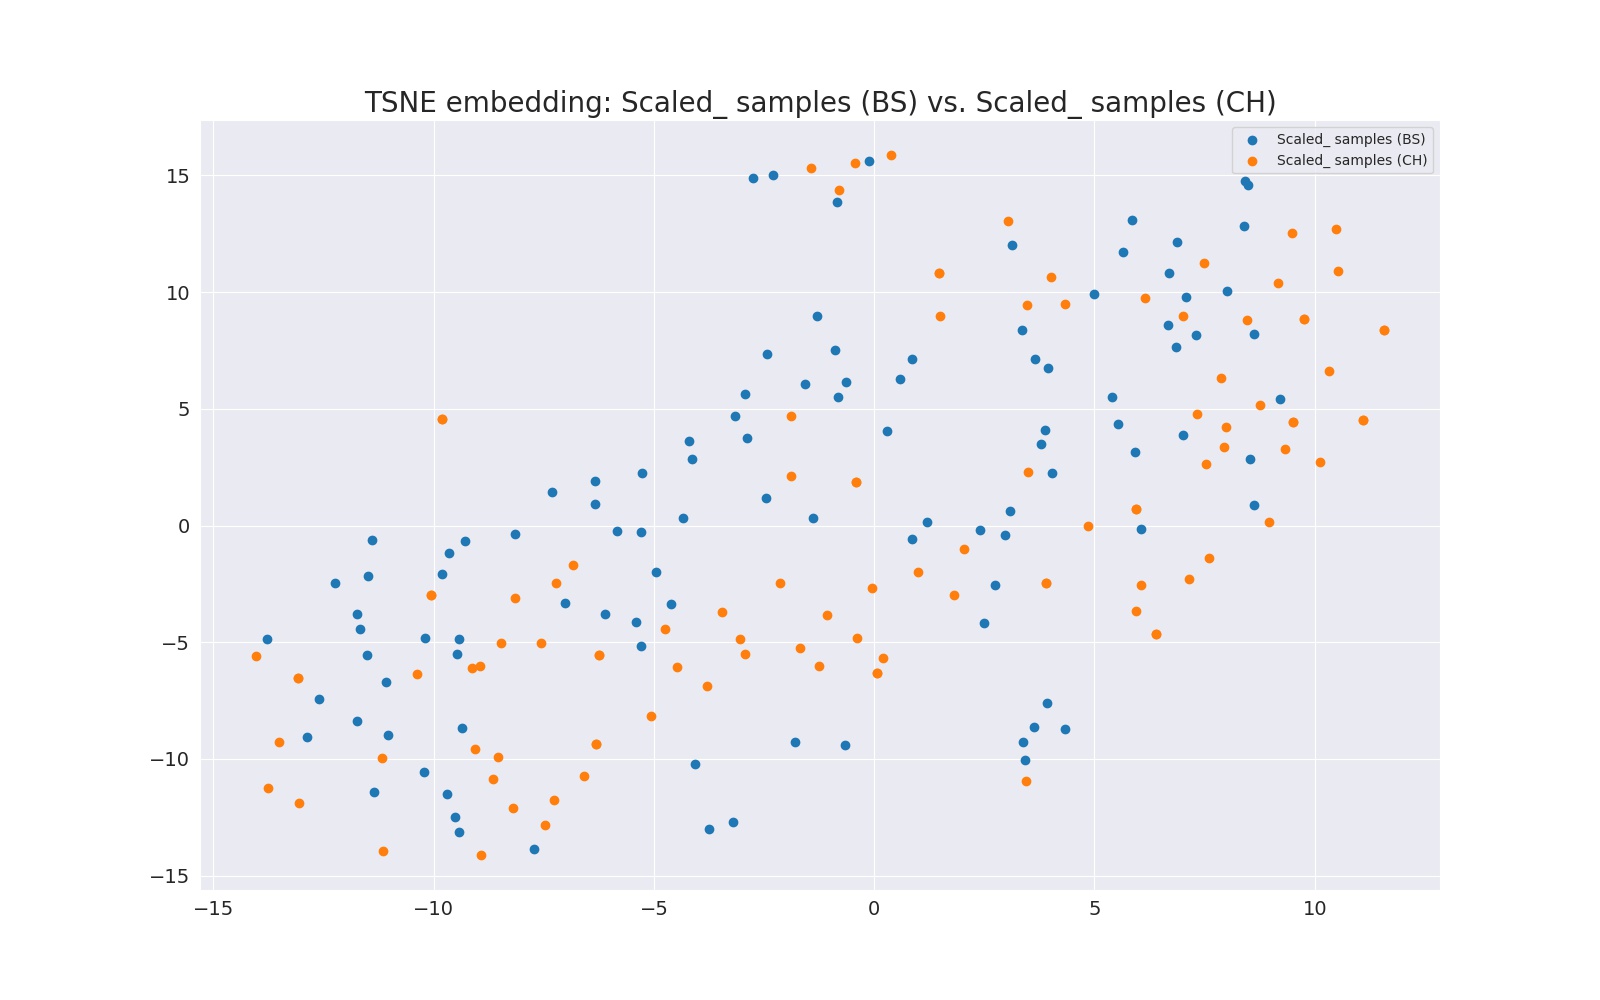 TSNE embedding: Scaled_ samples (BS) vs. Scaled_ samples (CH)
Scaled_ samples (BS)
Scaled_ samples (CH)
15
10
5
0
−5
−10
−15
−15 −10 −5 0 5 10